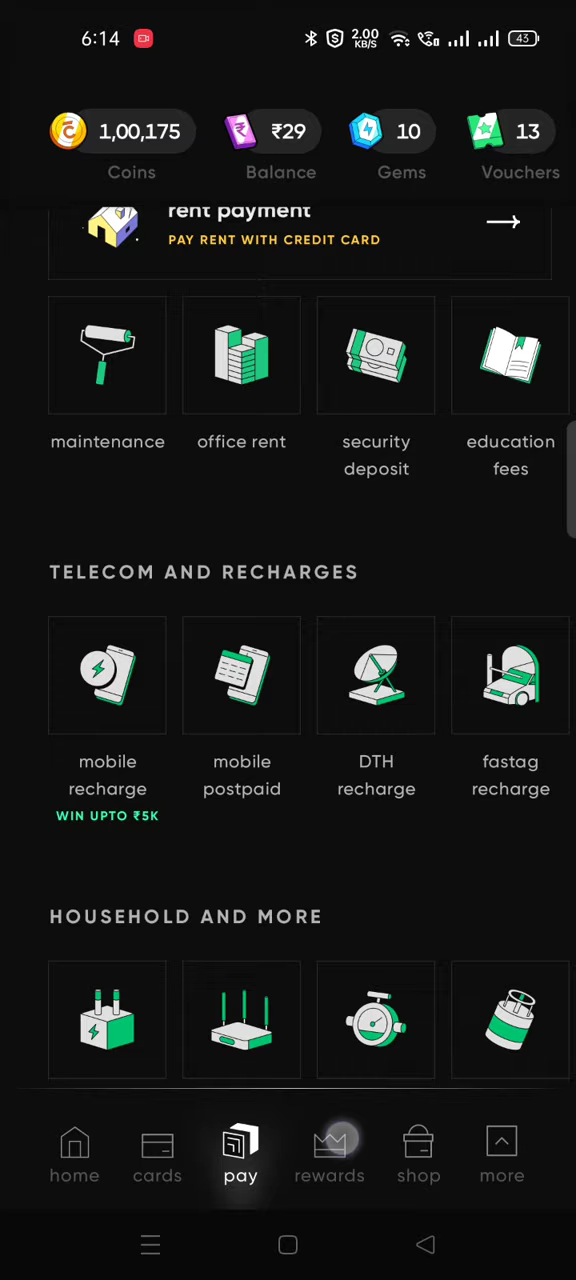 6:14
2.00
KB/S
43
1,00,175
₹29
10
13
Coins
Balance
Gems
Vouchers
rent payment
PAY RENT WITH CREDIT CARD
maintenance
office rent
security
deposit
education
fees
TELECOM AND RECHARGES
mobile
recharge
WIN UPTO ₹5K
mobile
postpaid
DTH
recharge
fastag
recharge
HOUSEHOLD AND MORE
home
cards
pay
rewards
shop
more